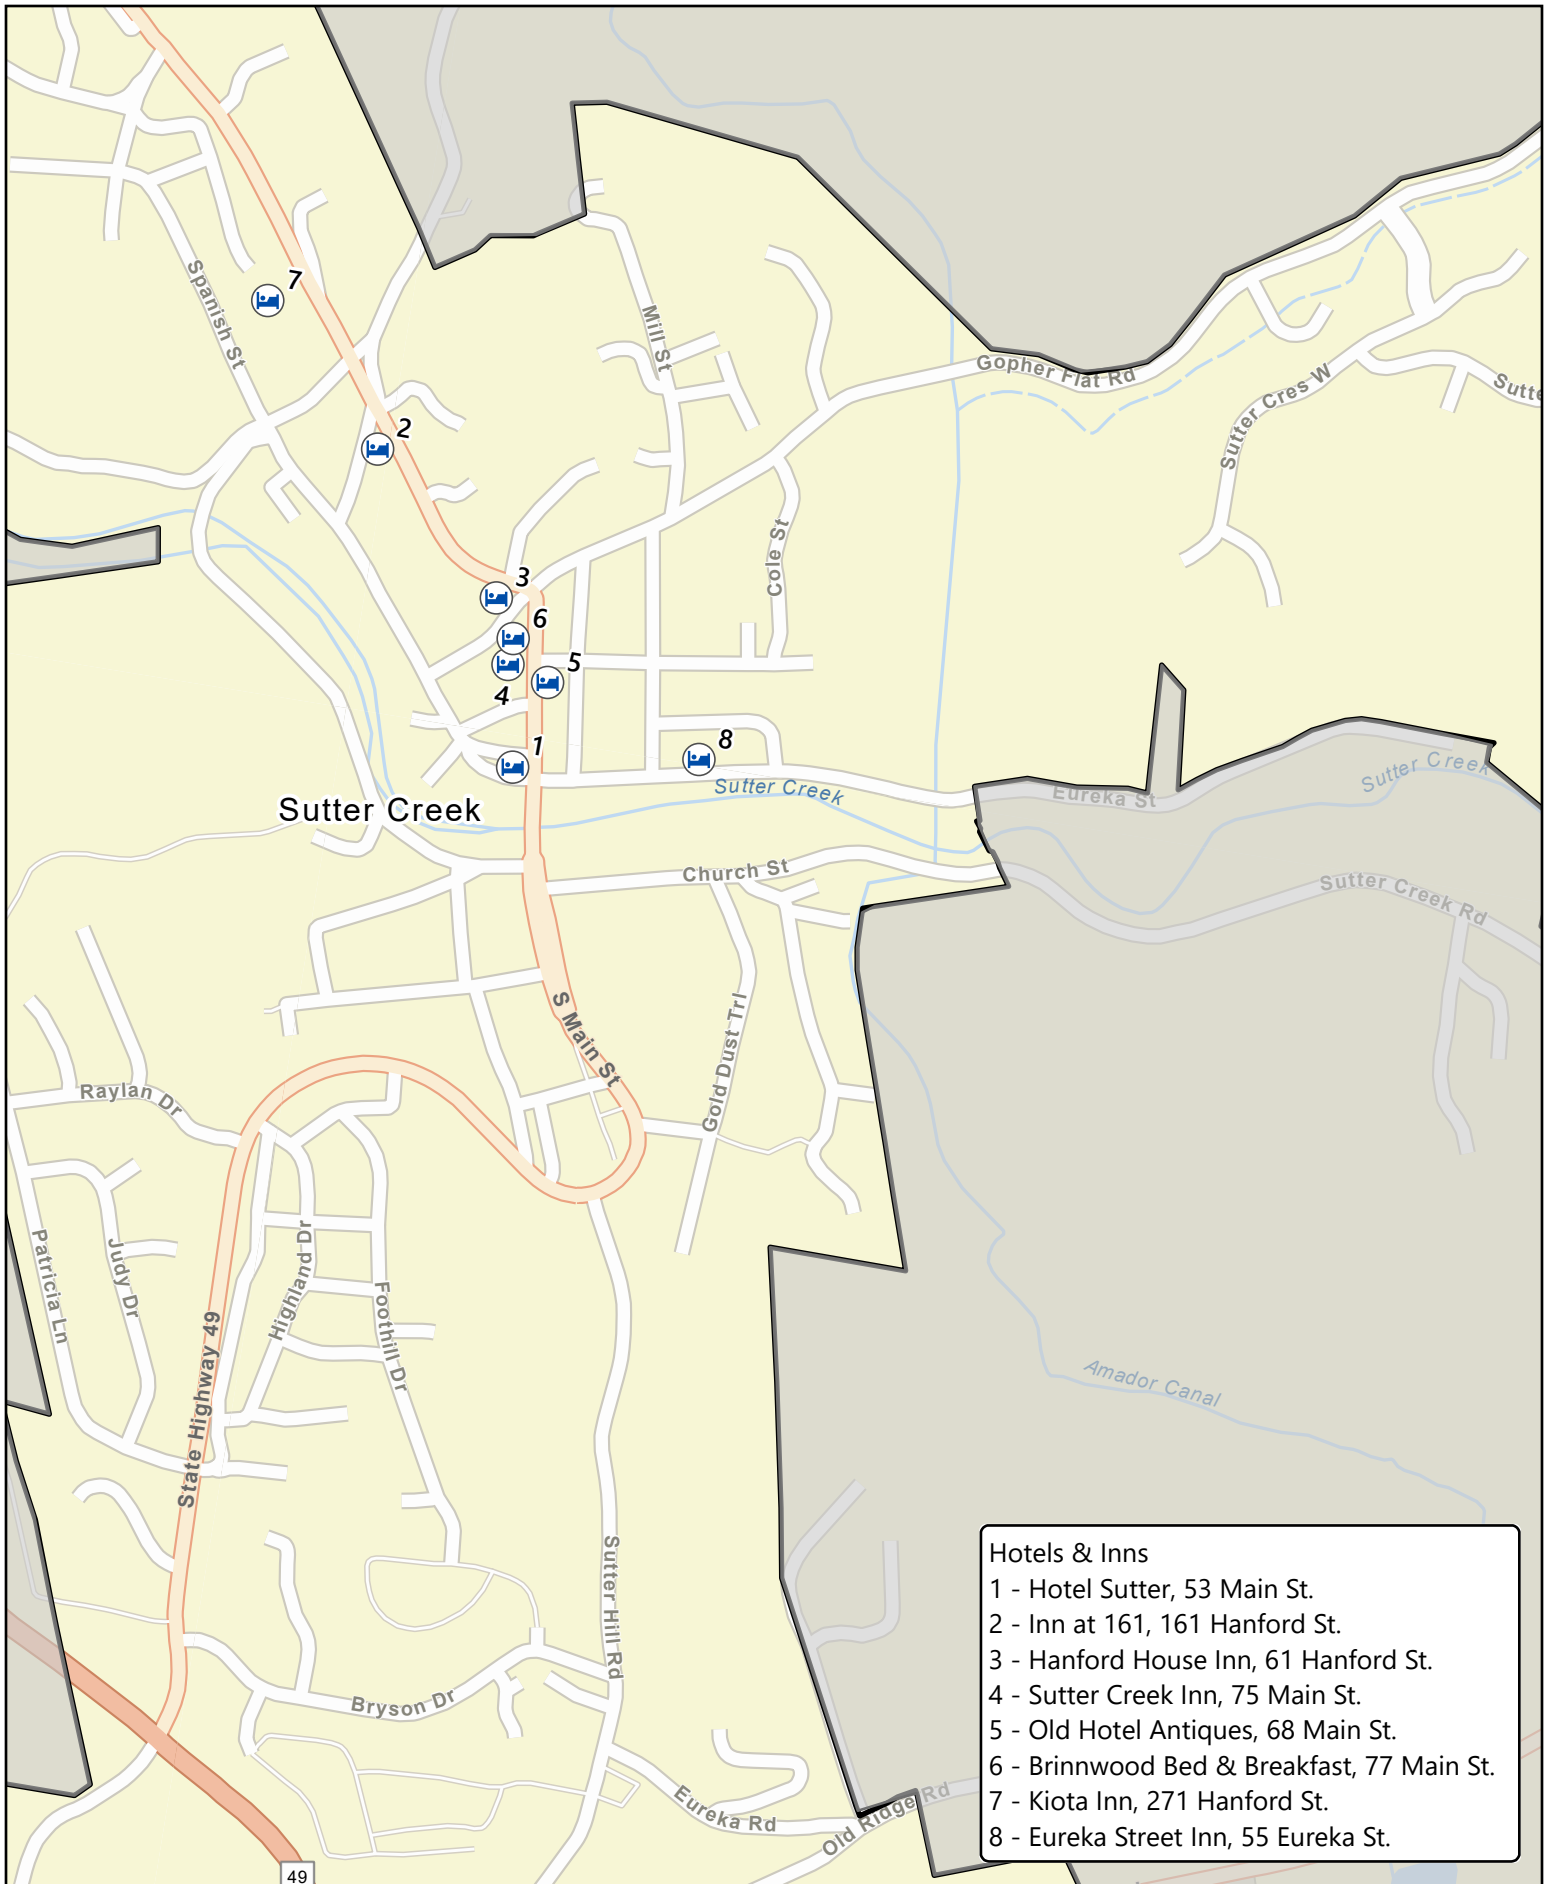 7
Spanish St
Mill St
Gopher Flat Rd
Sutter Cres W
Sutte
2
Cole St
3
6
5
4
1
8
Sutter Creek
Sutter Creek
Eureka St
Sutter Creek
Church St
Sutter Creek Rd
S Main St
Gold Dust Trl
Raylan Dr
Patricia Ln
Judy Dr
Highland Dr
Foothill Dr
State Highway 49
Amador Canal
Sutter Hill Rd
Bryson Dr
Eureka Rd
Old Ridge Rd
49
Hotels & Inns
1 - Hotel Sutter, 53 Main St.
2 - Inn at 161, 161 Hanford St.
3 - Hanford House Inn, 61 Hanford St.
4 - Sutter Creek Inn, 75 Main St.
5 - Old Hotel Antiques, 68 Main St.
6 - Brinnwood Bed & Breakfast, 77 Main St.
7 - Kiota Inn, 271 Hanford St.
8 - Eureka Street Inn, 55 Eureka St.